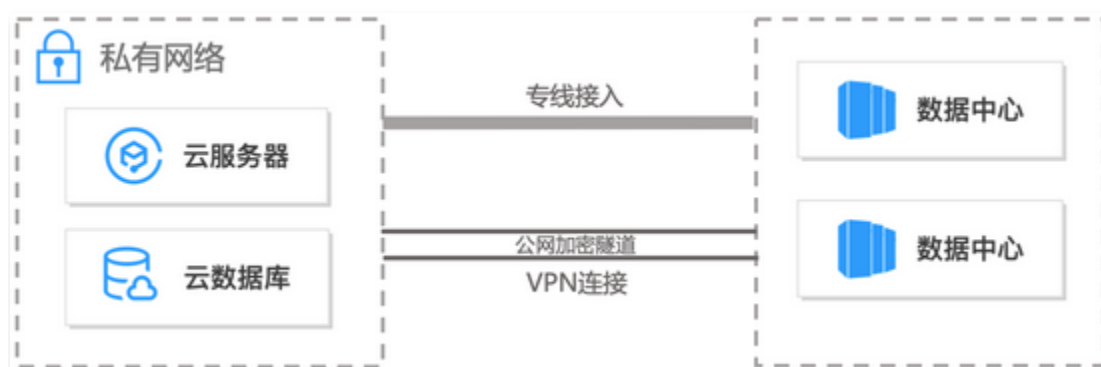 私有网络
云服务器
云数据库
专线接入
公网加密隧道
VPN连接
数据中心
数据中心